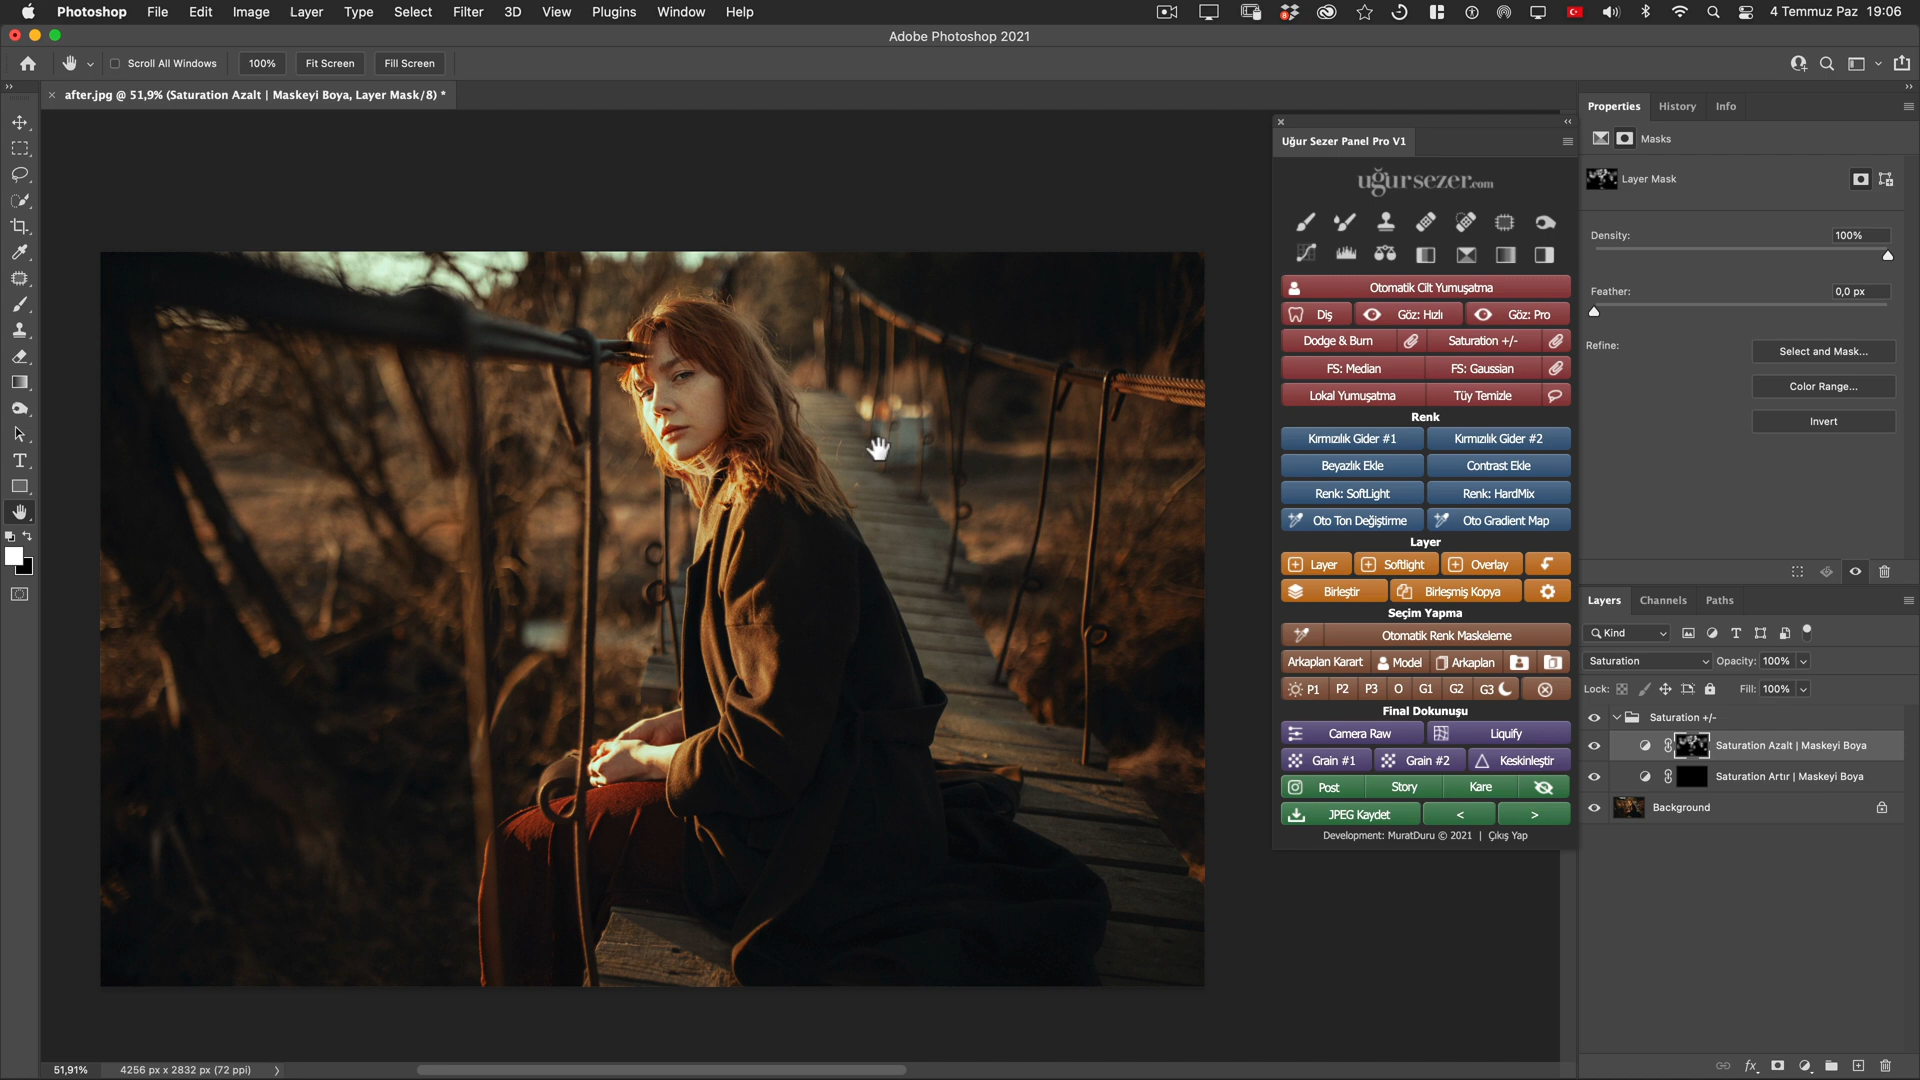 Photoshop File Edit Image Layer Type Select Filter 3D View Plugins Window Help
8
4 Temmuz Paz 19:06
Adobe Photoshop 2021
Scroll All Windows 100% Fit Screen Fill Screen
after.jpg @ 51,9% (Saturation Azalt | Maskeyi Boya, Layer Mask/8) *
Uğur Sezer Panel Pro V1
uğursezer.com
Otomatik Cilt Yumuşatma
Diş Göz: Hızlı Göz: Pro
Dodge & Burn Saturation +/-
FS: Median FS: Gaussian
Lokal Yumuşatma Tüy Temizle
Renk
Kırmızılık Gider #1 Kırmızılık Gider #2
Beyazlık Ekle Contrast Ekle
Renk: SoftLight Renk: HardMix
Oto Ton Değiştirme Oto Gradient Map
Layer
Layer Softlight Overlay
Birleştir Birleşmiş Kopya
Seçim Yapma
Otomatik Renk Maskeleme
Arkaplan Karart Model Arkaplan
P1 P2 P3 O G1 G2 G3
Final Dokunuşu
Camera Raw Liquify
Grain #1 Grain #2 Keskinleştir
Post Story Kare
JPEG Kaydet < >
Development: MuratDuru © 2021 | Çıkış Yap
Properties History Info
Masks
Layer Mask
Density: 100%
Feather: 0,0 px
Refine: Select and Mask...
Color Range...
Invert
Layers Channels Paths
Kind
Saturation Opacity: 100%
Lock: Fill: 100%
Saturation +/-
Saturation Azalt | Maskeyi Boya
Saturation Artır | Maskeyi Boya
Background
fx
51,91% 4256 px x 2832 px (72 ppi)